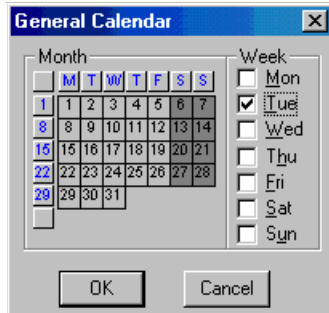 General Calendar
Month
Week
M T W T F S S
1 1 2 3 4 5 6 7
8 8 9 10 11 12 13 14
15 15 16 17 18 19 20 21
22 22 23 24 25 26 27 28
29 29 30 31
Mon
Tue
Wed
Thu
Fri
Sat
Sun
OK Cancel